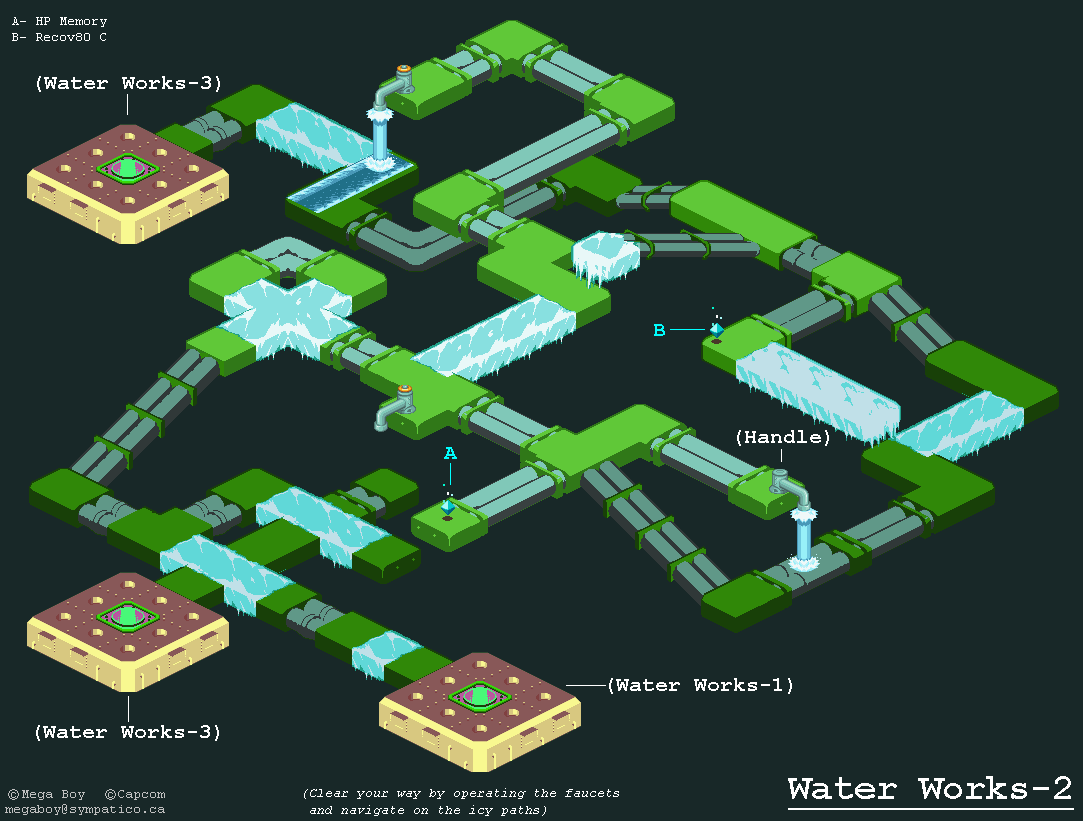 A- HP Memory
B- Recov80 C
(Water Works-3)
B
(Handle)
A
(Water Works-1)
(Water Works-3)
©Mega Boy ©Capcom
megaboy@sympatico.ca
(Clear your way by operating the faucets
and navigate on the icy paths)
Water Works-2